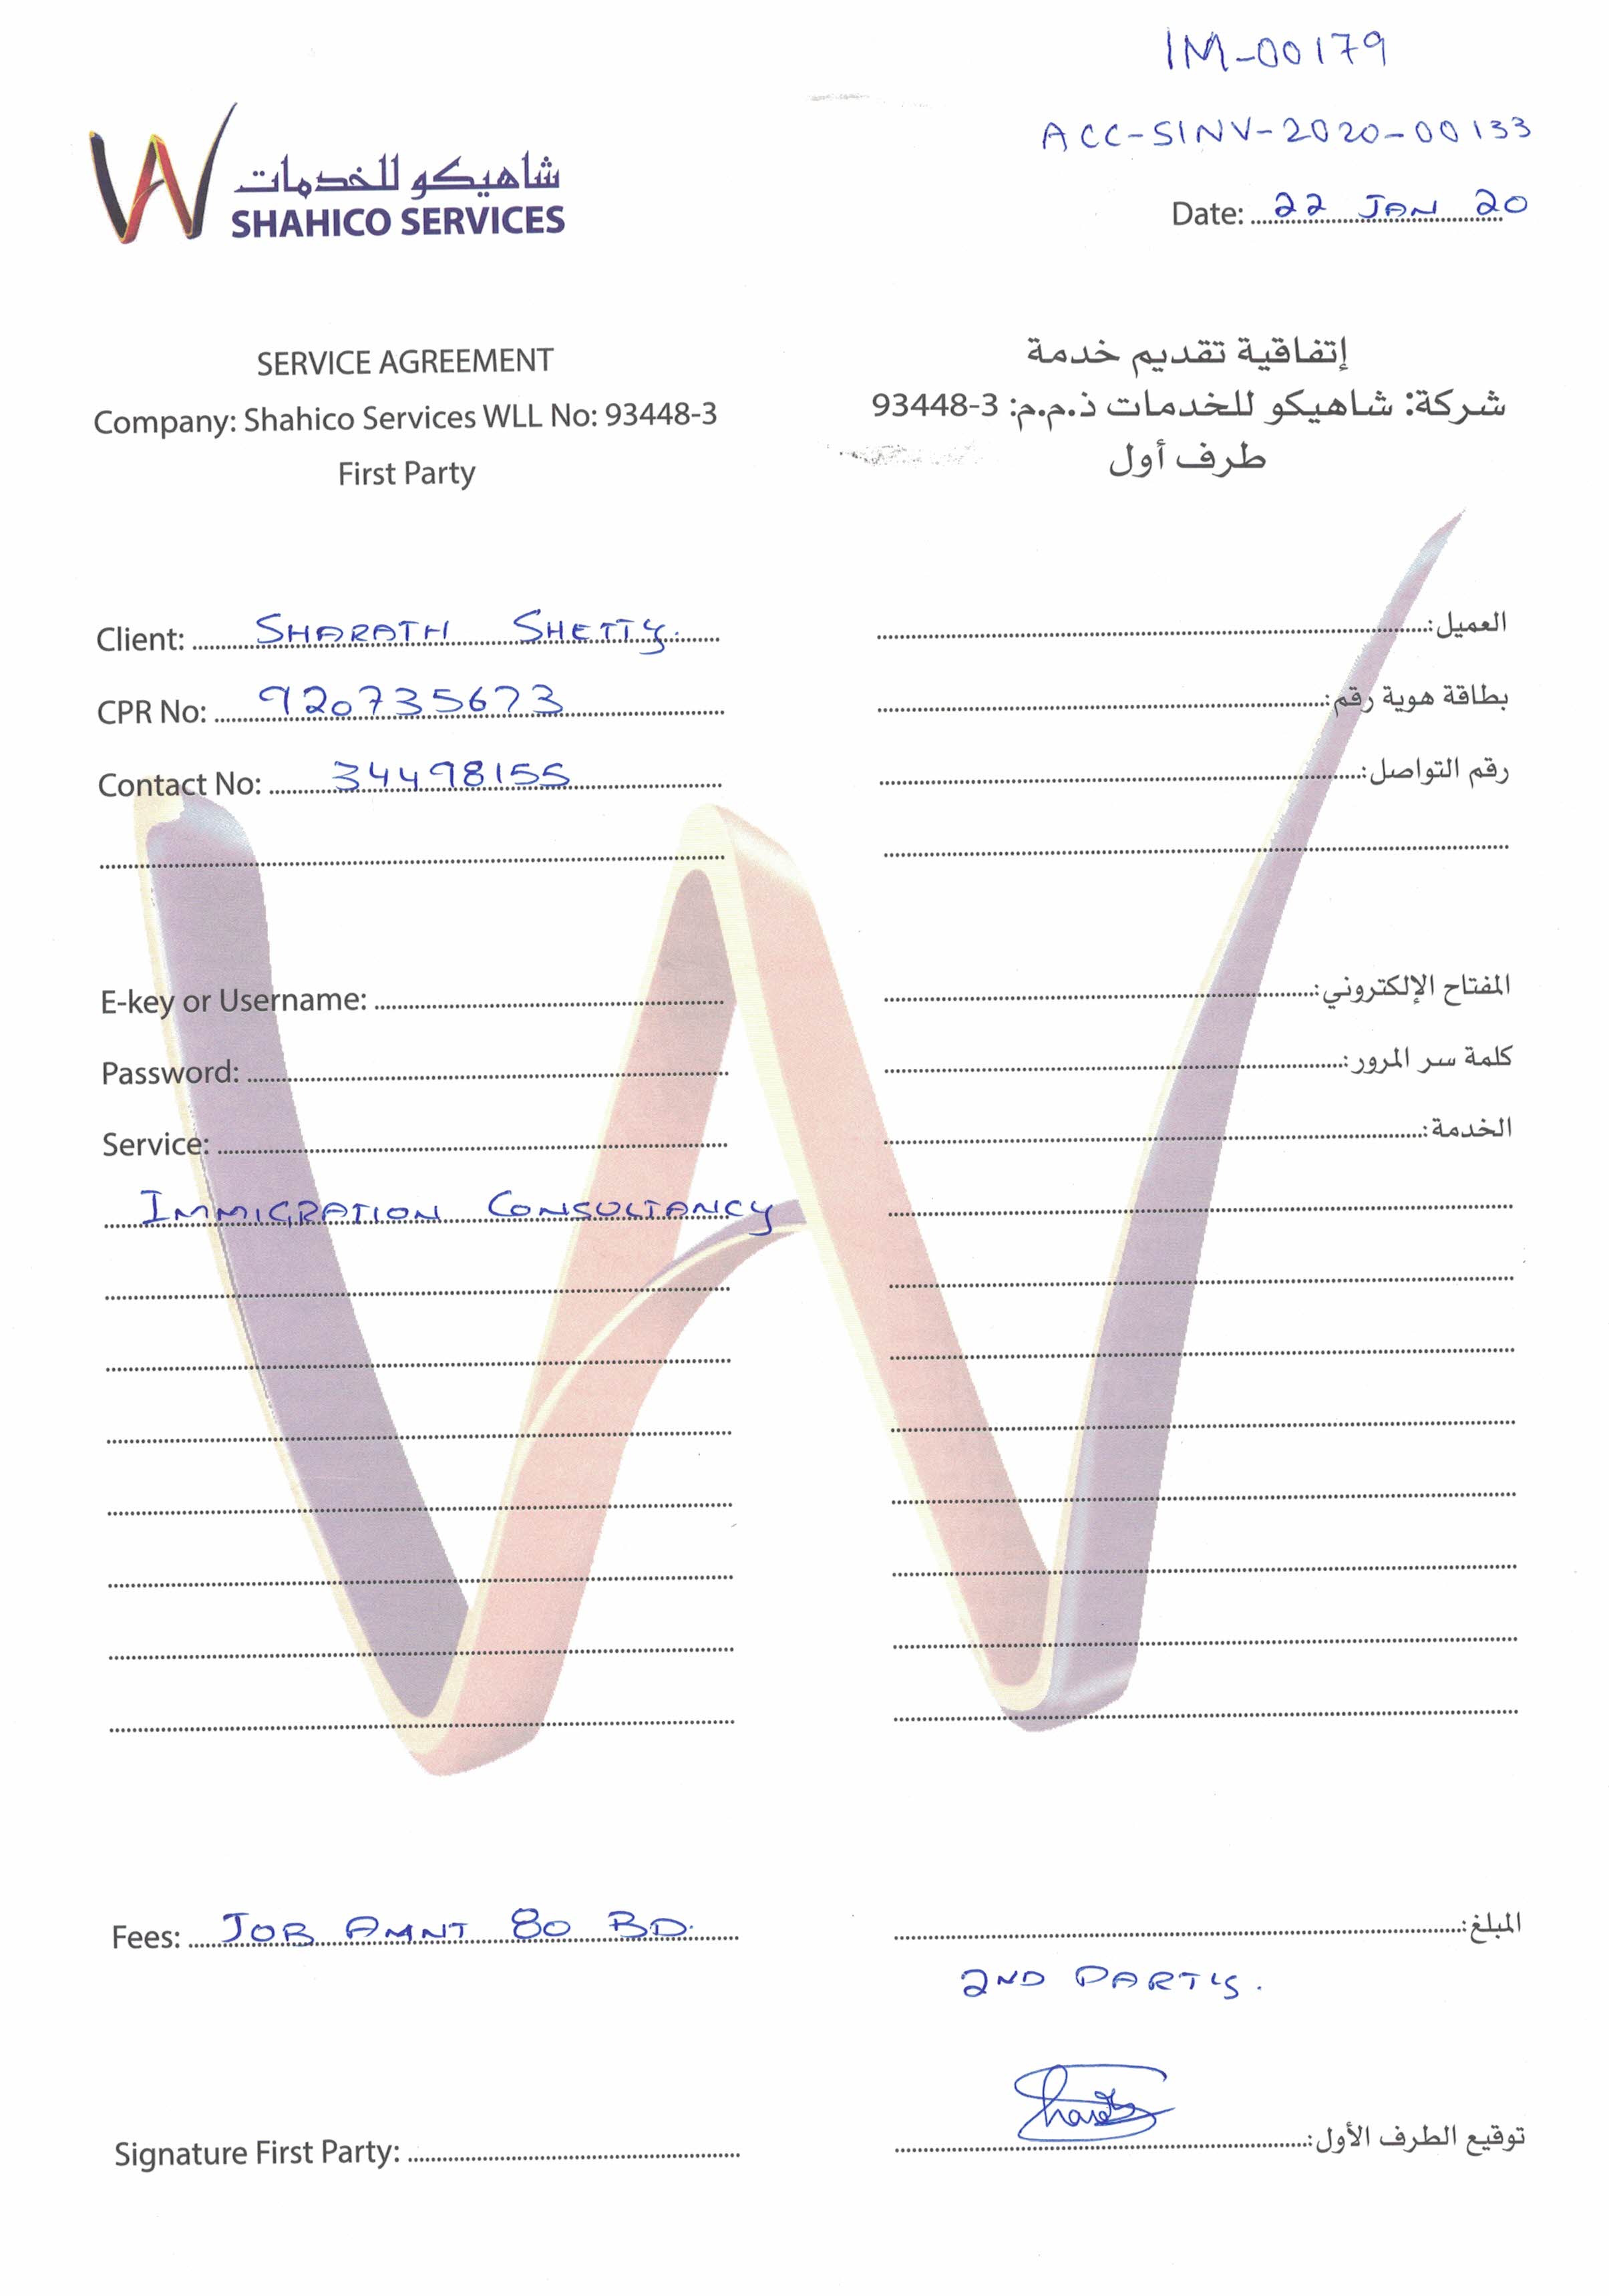 IM-00179
ACC-SINV-2020-00133
شاهيكو للخدمات
SHAHICO SERVICES
Date: 22 JAN 20
SERVICE AGREEMENT
Company: Shahico Services WLL No: 93448-3
First Party
إتفاقية تقديم خدمة
شركة: شاهيكو للخدمات ذ.م.م: 3-93448
طرف أول
Client: SHARATH SHETTY.
العميل:
CPR No: 920735673
بطاقة هوية رقم:
Contact No: 34498155
رقم التواصل:
E-key or Username:
المفتاح الإلكتروني:
Password:
كلمة سر المرور:
Service:
الخدمة:
IMMIGRATION CONSULTANCY
Fees: JOB AMNT 80 BD.
المبلغ:
2ND PARTY.
Signature First Party:
توقيع الطرف الأول: